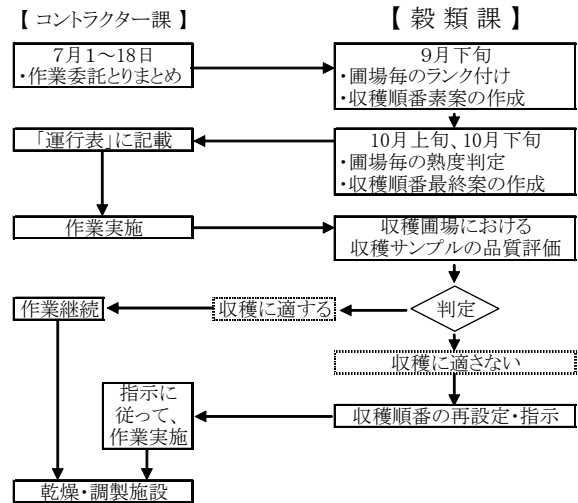 【 コントラクター課 】
【 穀 類 課 】
7月1~18日
・作業委託とりまとめ
9月下旬
・圃場毎のランク付け
・収穫順番素案の作成
「運行表」に記載
10月上旬、10月下旬
・圃場毎の熟度判定
・収穫順番最終案の作成
作業実施
収穫圃場における
収穫サンプルの品質評価
作業継続
収穫に適する
判定
収穫に適さない
指示に
従って、
作業実施
収穫順番の再設定・指示
乾燥・調製施設